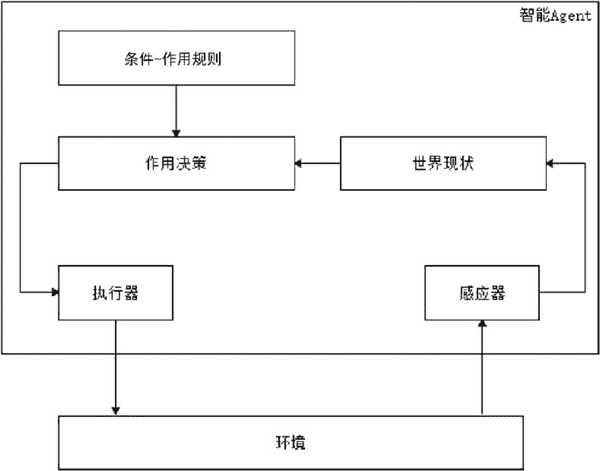 智能Agent
条件-作用规则
作用决策
世界现状
执行器
感应器
环境